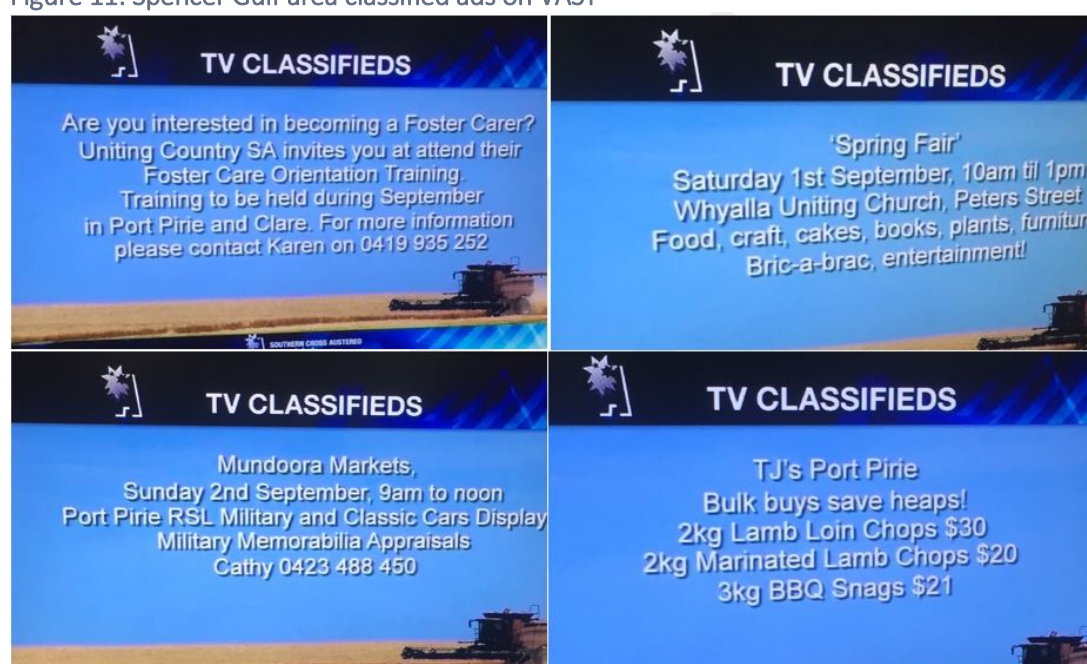 Figure 11: Spencer Gulf area classified ads on VAST
TV CLASSIFIEDS
Are you interested in becoming a Foster Carer?
Uniting Country SA invites you at attend their
Foster Care Orientation Training.
Training to be held during September
in Port Pirie and Clare. For more information
please contact Karen on 0419 935 252
SOUTHERN CROSS AUSTEREO
TV CLASSIFIEDS
'Spring Fair'
Saturday 1st September, 10am til 1pm
Whyalla Uniting Church, Peters Street
Food, craft, cakes, books, plants, furnitur
Bric-a-brac, entertainment!
TV CLASSIFIEDS
Mundoora Markets,
Sunday 2nd September, 9am to noon
Port Pirie RSL Military and Classic Cars Display
Military Memorabilia Appraisals
Cathy 0423 488 450
TV CLASSIFIEDS
TJ's Port Pirie
Bulk buys save heaps!
2kg Lamb Loin Chops $30
2kg Marinated Lamb Chops $20
3kg BBQ Snags $21